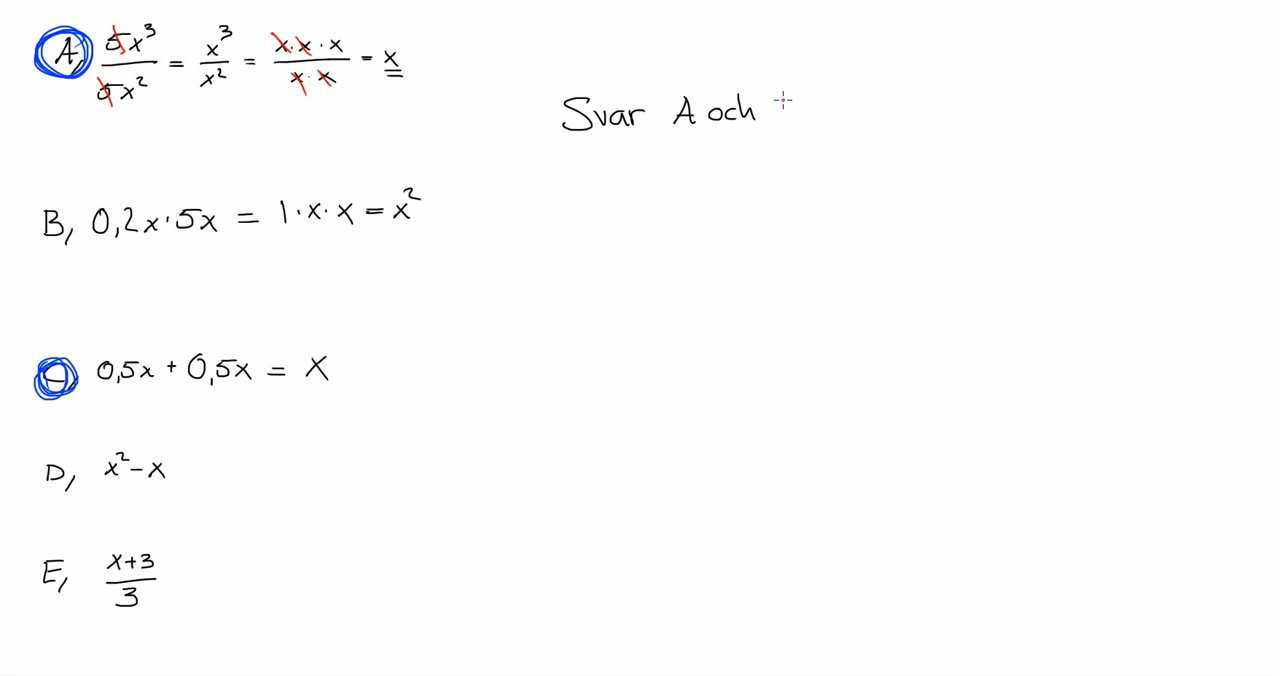 A, 5x³/5x² = x³/x² = x·x·x/x·x = x
Svar A och
B, 0,2x·5x = 1·x·x = x²
0,5x + 0,5x = x
D, x²-x
E, x+3/3